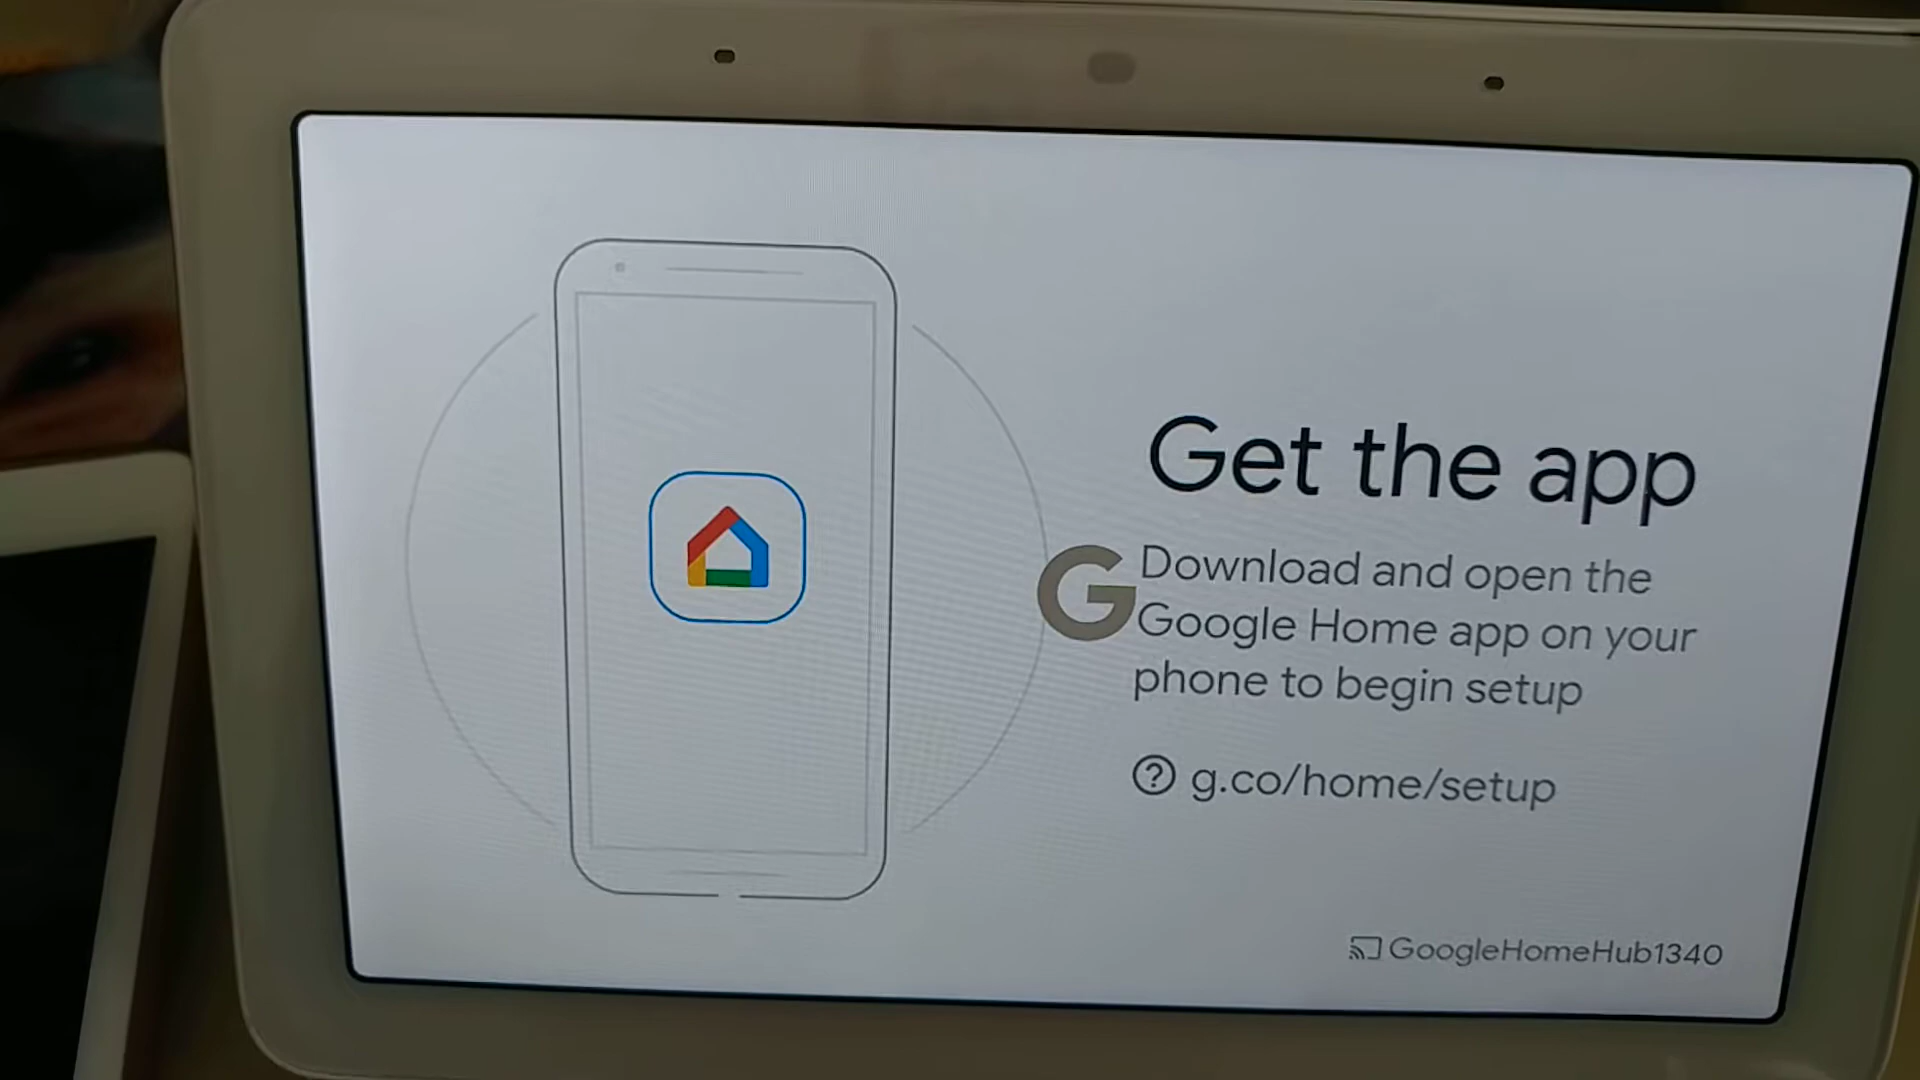 Get the app
G
Download and open the
Google Home app on your
phone to begin setup
? g.co/home/setup
GoogleHomeHub1340